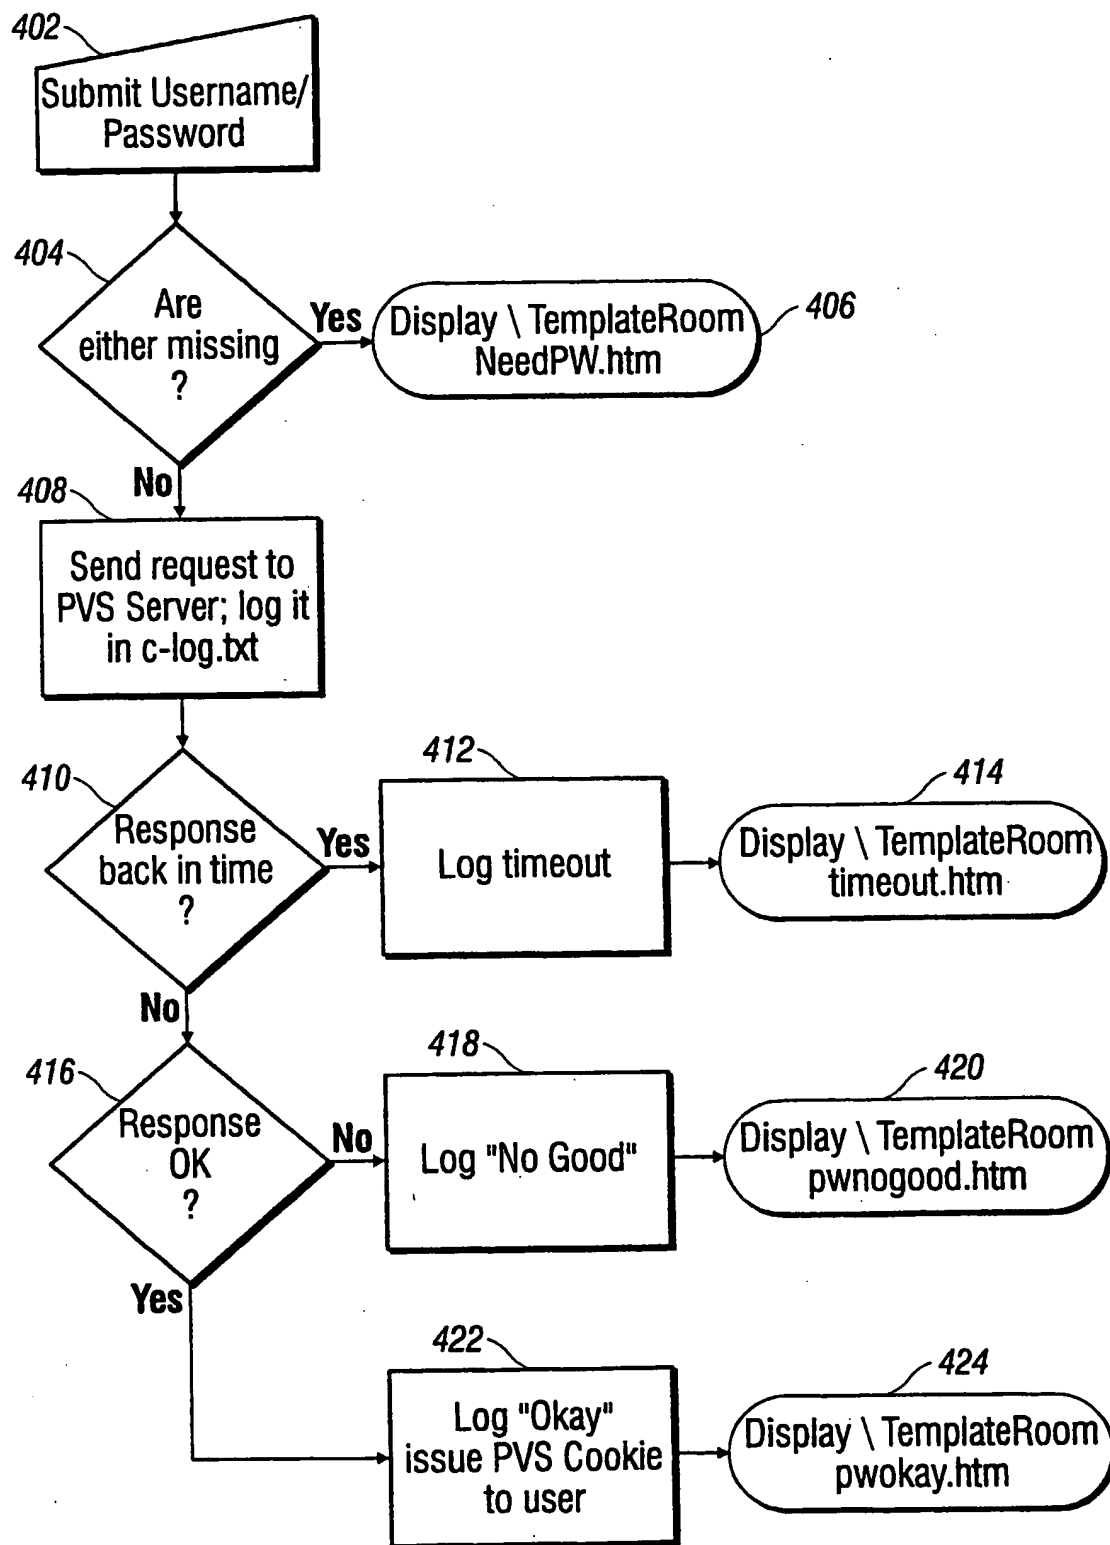 402
Submit Username/
Password
404
Are
either missing
?
Yes
Display \ TemplateRoom
NeedPW.htm
406
No
408
Send request to
PVS Server; log it
in c-log.txt
410
Response
back in time
?
Yes
412
Log timeout
414
Display \ TemplateRoom
timeout.htm
No
416
Response
OK
?
No
418
Log "No Good"
420
Display \ TemplateRoom
pwnogood.htm
Yes
422
Log "Okay"
issue PVS Cookie
to user
424
Display \ TemplateRoom
pwokay.htm